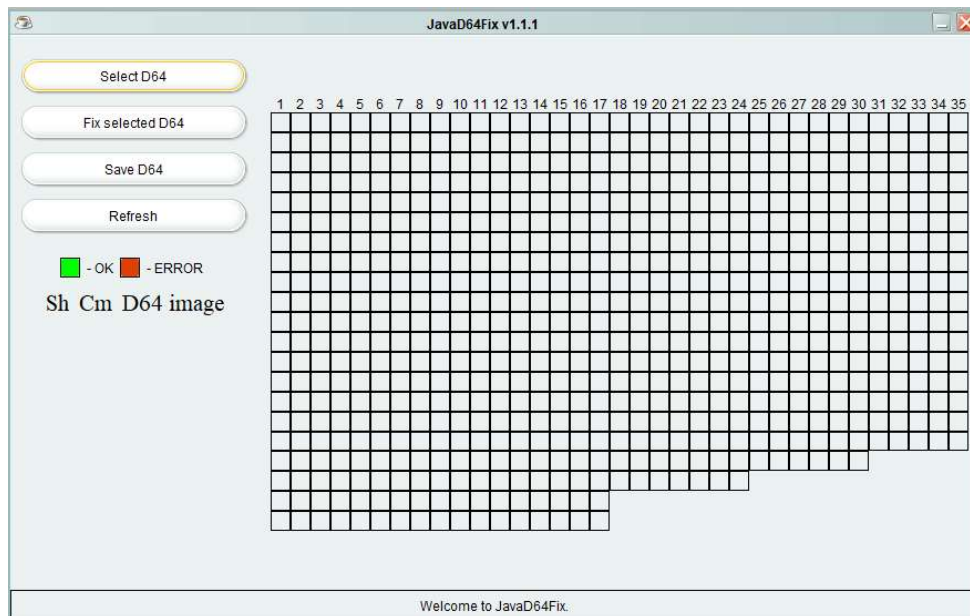 JavaD64Fix v1.1.1
Select D64
Fix selected D64
Save D64
Refresh
- OK - ERROR
Sh Cm D64 image
1 2 3 4 5 6 7 8 9 10 11 12 13 14 15 16 17 18 19 20 21 22 23 24 25 26 27 28 29 30 31 32 33 34 35
Welcome to JavaD64Fix.